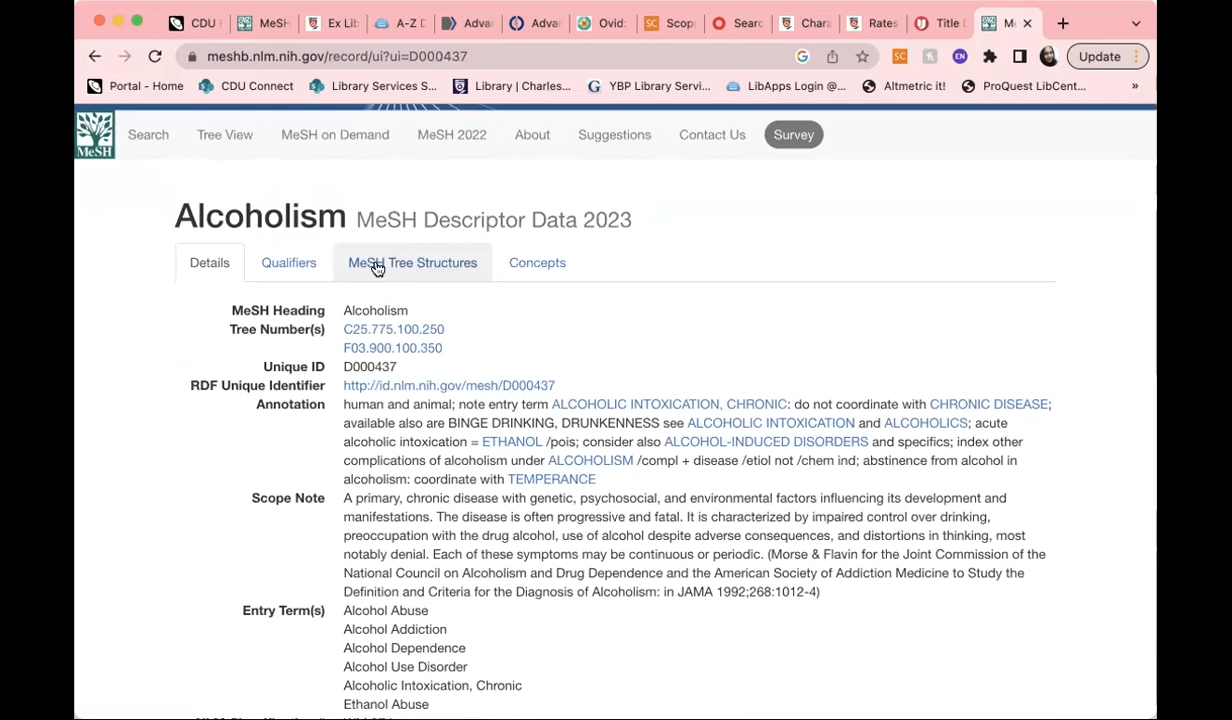 CDU
MeSH
Ex Lib
A-Z D
Adva
Adva
Ovid:
Scop
Searc
Chara
Rates
Title
M
meshb.nlm.nih.gov/record/ui?ui=D000437
Update
Portal - Home
CDU Connect
Library Services S...
Library | Charles...
YBP Library Servi...
LibApps Login @...
Altmetric it!
ProQuest LibCent...
»
MeSH
Search
Tree View
MeSH on Demand
MeSH 2022
About
Suggestions
Contact Us
Survey
Alcoholism MeSH Descriptor Data 2023
Details
Qualifiers
MeSH Tree Structures
Concepts
MeSH Heading Alcoholism
Tree Number(s) C25.775.100.250
F03.900.100.350
Unique ID D000437
RDF Unique Identifier http://id.nlm.nih.gov/mesh/D000437
Annotation human and animal; note entry term ALCOHOLIC INTOXICATION, CHRONIC: do not coordinate with CHRONIC DISEASE;
available also are BINGE DRINKING, DRUNKENNESS see ALCOHOLIC INTOXICATION and ALCOHOLICS; acute
alcoholic intoxication = ETHANOL /pois; consider also ALCOHOL-INDUCED DISORDERS and specifics; index other
complications of alcoholism under ALCOHOLISM /compl + disease /etiol not /chem ind; abstinence from alcohol in
alcoholism: coordinate with TEMPERANCE
Scope Note A primary, chronic disease with genetic, psychosocial, and environmental factors influencing its development and
manifestations. The disease is often progressive and fatal. It is characterized by impaired control over drinking,
preoccupation with the drug alcohol, use of alcohol despite adverse consequences, and distortions in thinking, most
notably denial. Each of these symptoms may be continuous or periodic. (Morse & Flavin for the Joint Commission of the
National Council on Alcoholism and Drug Dependence and the American Society of Addiction Medicine to Study the
Definition and Criteria for the Diagnosis of Alcoholism: in JAMA 1992;268:1012-4)
Entry Term(s) Alcohol Abuse
Alcohol Addiction
Alcohol Dependence
Alcohol Use Disorder
Alcoholic Intoxication, Chronic
Ethanol Abuse